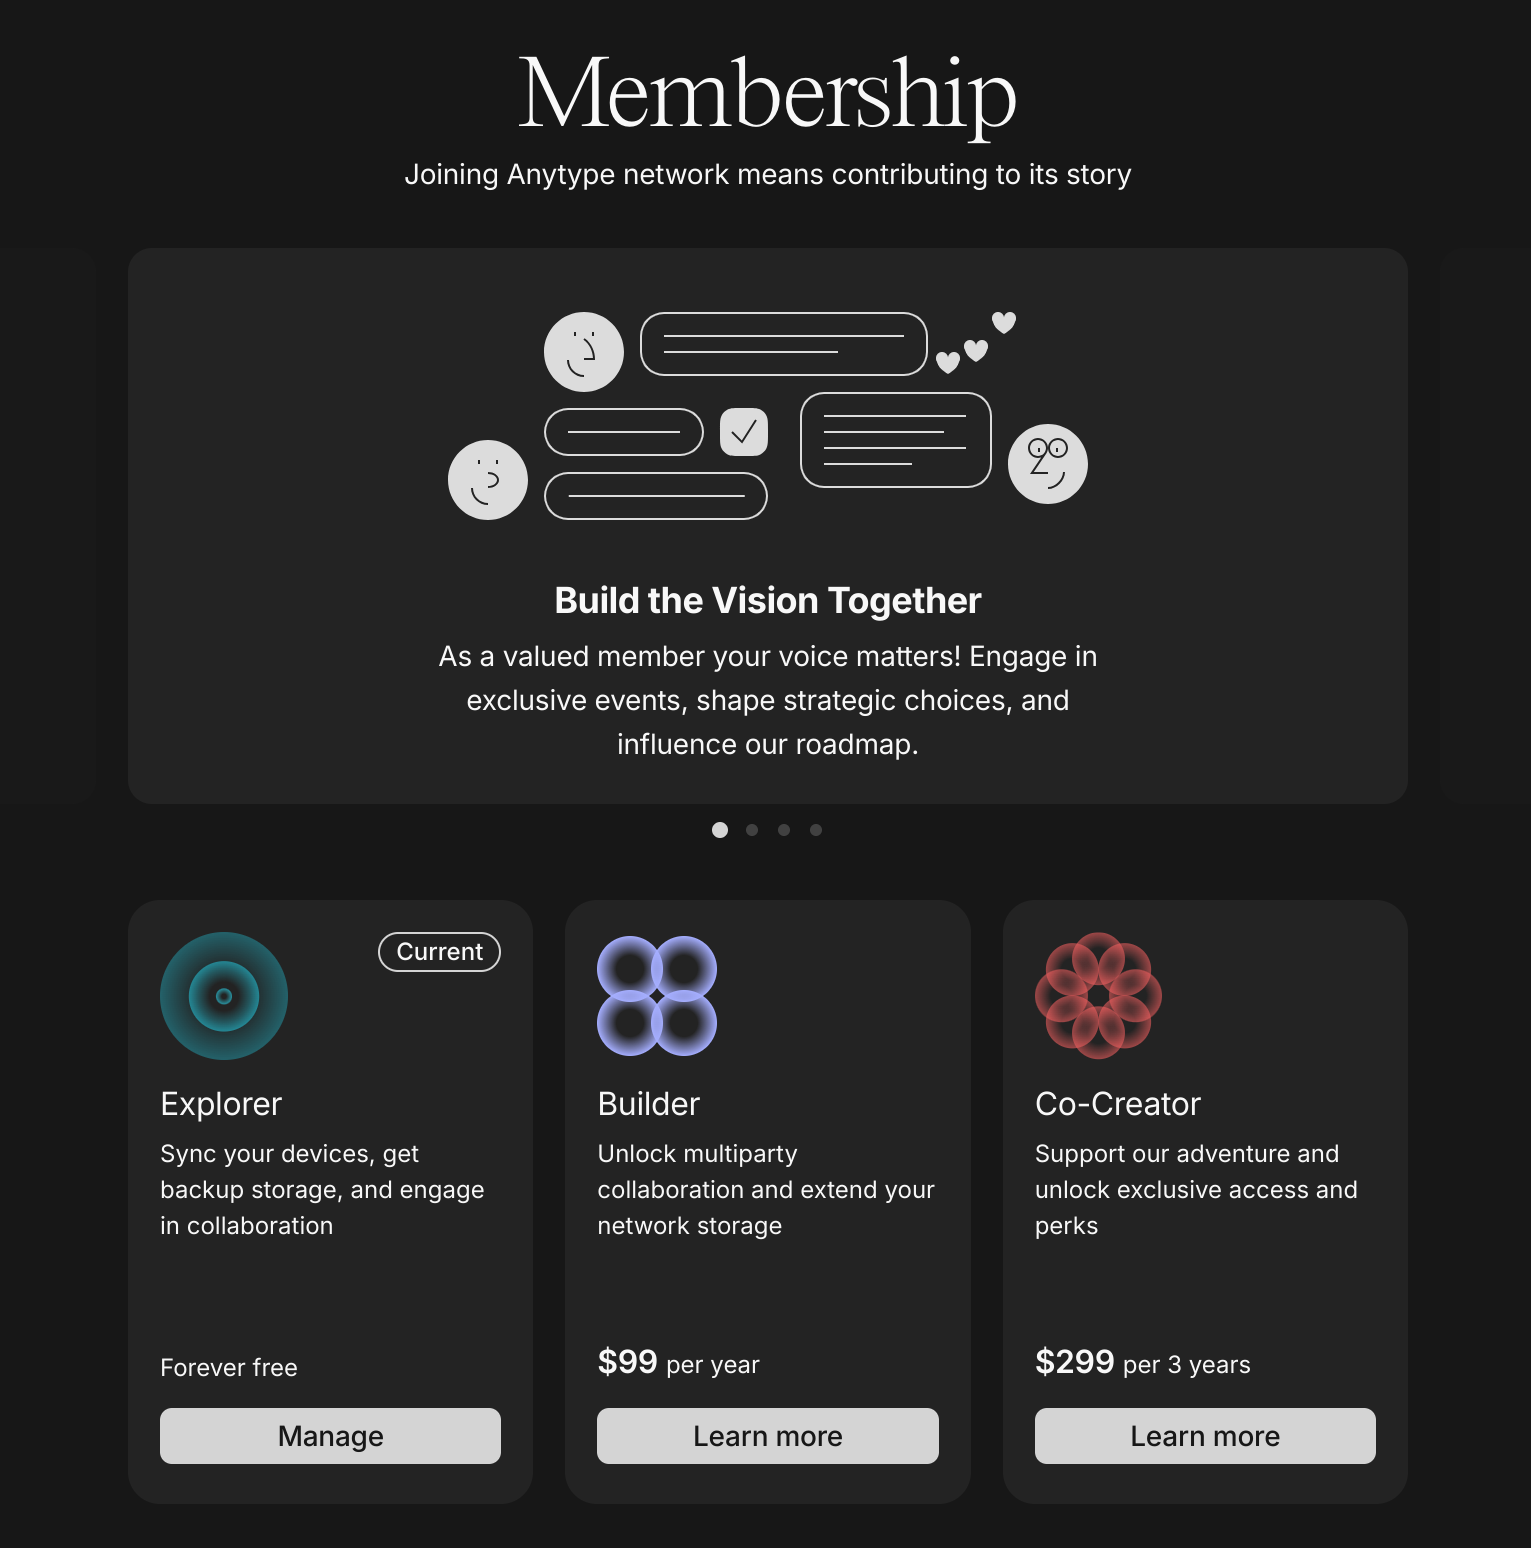 Membership
Joining Anytype network means contributing to its story
Build the Vision Together
As a valued member your voice matters! Engage in
exclusive events, shape strategic choices, and
influence our roadmap.
Current
Explorer
Sync your devices, get
backup storage, and engage
in collaboration
Forever free
Manage
Builder
Unlock multiparty
collaboration and extend your
network storage
$99 per year
Learn more
Co-Creator
Support our adventure and
unlock exclusive access and
perks
$299 per 3 years
Learn more